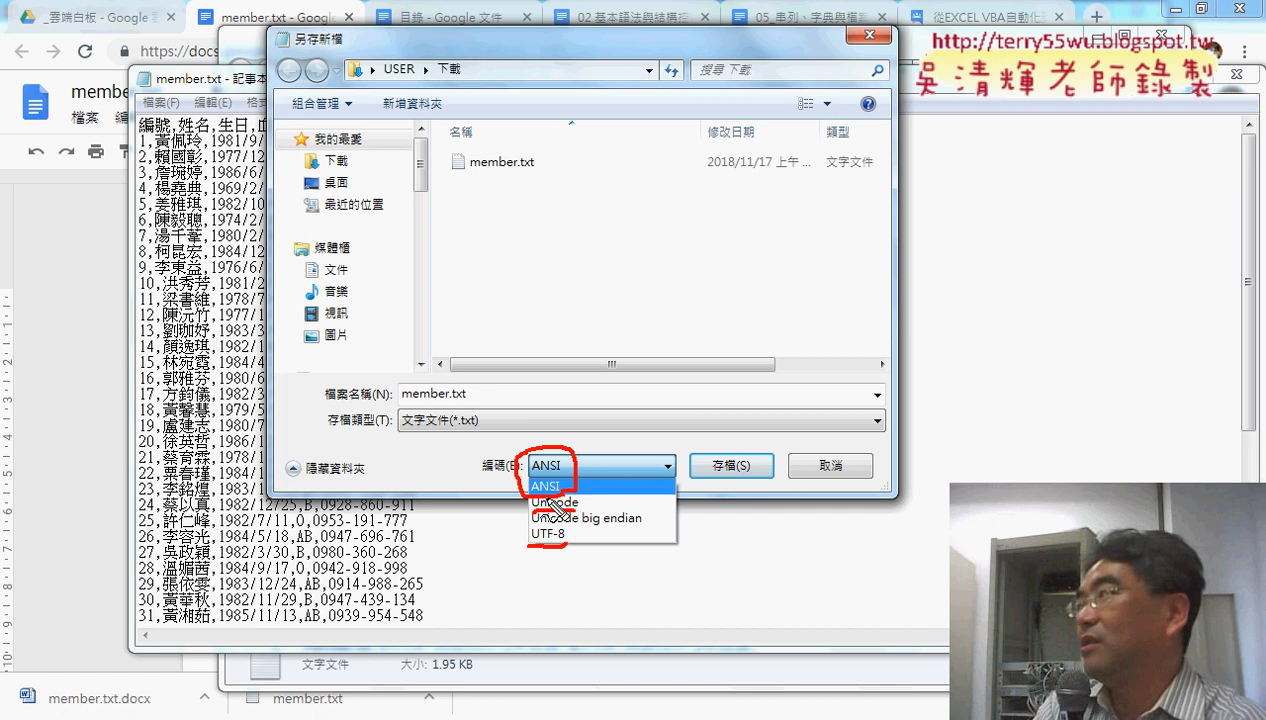 _雲端白板 - Google
member.txt - Google
目錄 - Google 文件
02 基本語法與結構控
05_串列、字典與檔
從EXCEL VBA自動化
https://docs
http://terry55wu.blogspot.tw
吳清輝老師錄製
member
檔案
member.txt - 記事本
檔案(F) 編輯(E) 格式
另存新檔
USER 下載
搜尋 下載
組合管理 新增資料夾
我的最愛
下載
桌面
最近的位置
媒體櫃
文件
音樂
視訊
圖片
名稱 修改日期 類型
member.txt 2018/11/17 上午 ... 文字文件
檔案名稱(N): member.txt
存檔類型(T): 文字文件(*.txt)
隱藏資料夾
編碼(E): ANSI
存檔(S) 取消
ANSI
Unicode
Unicode big endian
UTF-8
編號,姓名,生日,血
1,黃佩玲,1981/9/
2,賴國彰,1977/12
3,詹琬婷,1986/6/
4,楊堯典,1969/2/
5,姜雅琪,1982/10
6,陳毅聰,1974/2/
7,湯千葦,1980/2/
8,柯昆宏,1984/12
9,李東益,1976/6/
10,洪秀芳,1981/2
11,梁書維,1978/7
12,陳沅竹,1977/1
13,劉珈妤,1983/3
14,顏逸琪,1982/1
15,林宛霓,1984/4
16,郭雅芬,1980/6
17,方鈞儀,1982/3
18,黃馨慧,1979/5
19,盧建志,1980/7
20,徐英哲,1986/1
21,蔡育霖
22,栗春瑾,1984/1
23,李銘愷
24,蔡以真,1982/12/25,B,0928-860-911
25,許仁峰,1982/7/11,O,0953-191-777
26,李容光,1984/5/18,AB,0947-696-761
27,吳政穎,1982/3/30,B,0980-360-268
28,溫媚茜,1984/9/17,O,0942-918-998
29,張依雯,1983/12/24,AB,0914-988-265
30,黃華秋,1982/11/29,B,0947-439-134
31,黃湘茹,1985/11/13,AB,0939-954-548
文字文件 大小: 1.95 KB
member.txt.docx
member.txt